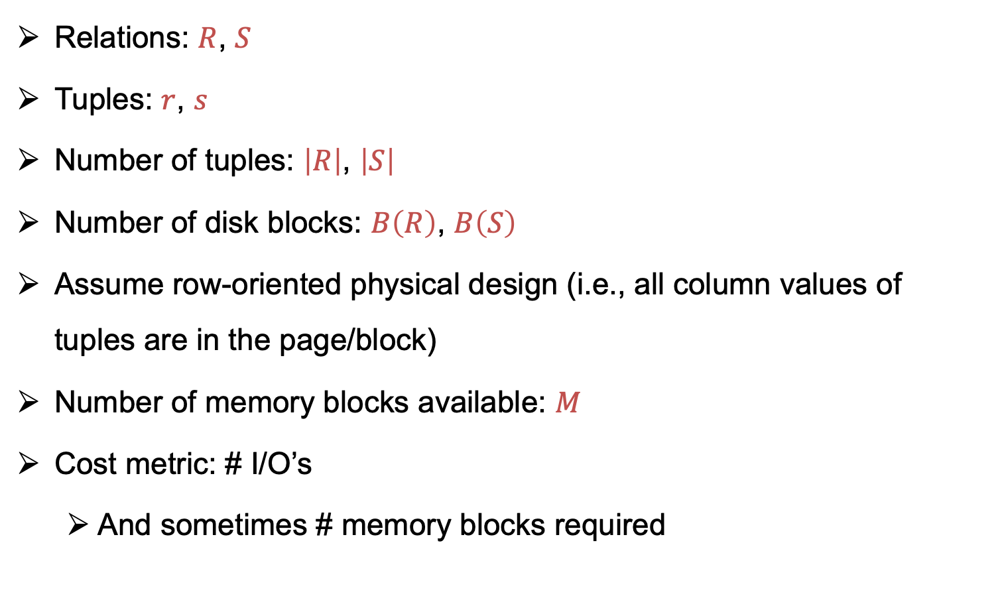 ➢ Relations: R, S
➢ Tuples: r, s
➢ Number of tuples: |R|, |S|
➢ Number of disk blocks: B(R), B(S)
➢ Assume row-oriented physical design (i.e., all column values of
tuples are in the page/block)
➢ Number of memory blocks available: M
➢ Cost metric: # I/O’s
➢ And sometimes # memory blocks required